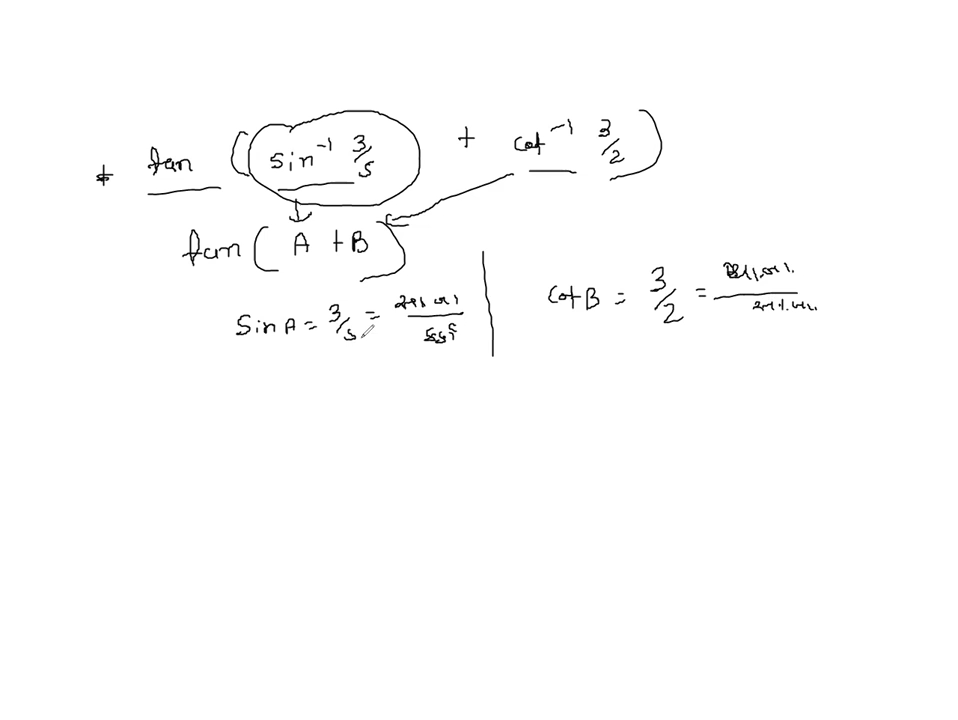 * tan ( sin⁻¹ 3/5 + cot⁻¹ 3/2 )
tan ( A + B )
sin A = 3/5 =
cot B = 3/2 =